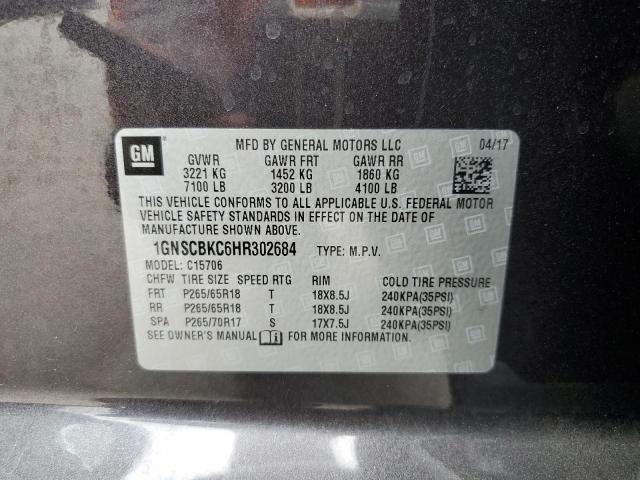 GM
MFD BY GENERAL MOTORS LLC 04/17
GVWR GAWR FRT GAWR RR
3221 KG 1452 KG 1860 KG
7100 LB 3200 LB 4100 LB
THIS VEHICLE CONFORMS TO ALL APPLICABLE U.S. FEDERAL MOTOR
VEHICLE SAFETY STANDARDS IN EFFECT ON THE DATE OF
MANUFACTURE SHOWN ABOVE.
1GNSCBKC6HR302684 TYPE: M.P.V.
MODEL: C15706
CHFW TIRE SIZE SPEED RTG RIM COLD TIRE PRESSURE
FRT P265/65R18 T 18X8.5J 240KPA(35PSI)
RR P265/65R18 T 18X8.5J 240KPA(35PSI)
SPA P265/70R17 S 17X7.5J 240KPA(35PSI)
SEE OWNER'S MANUAL FOR MORE INFORMATION.